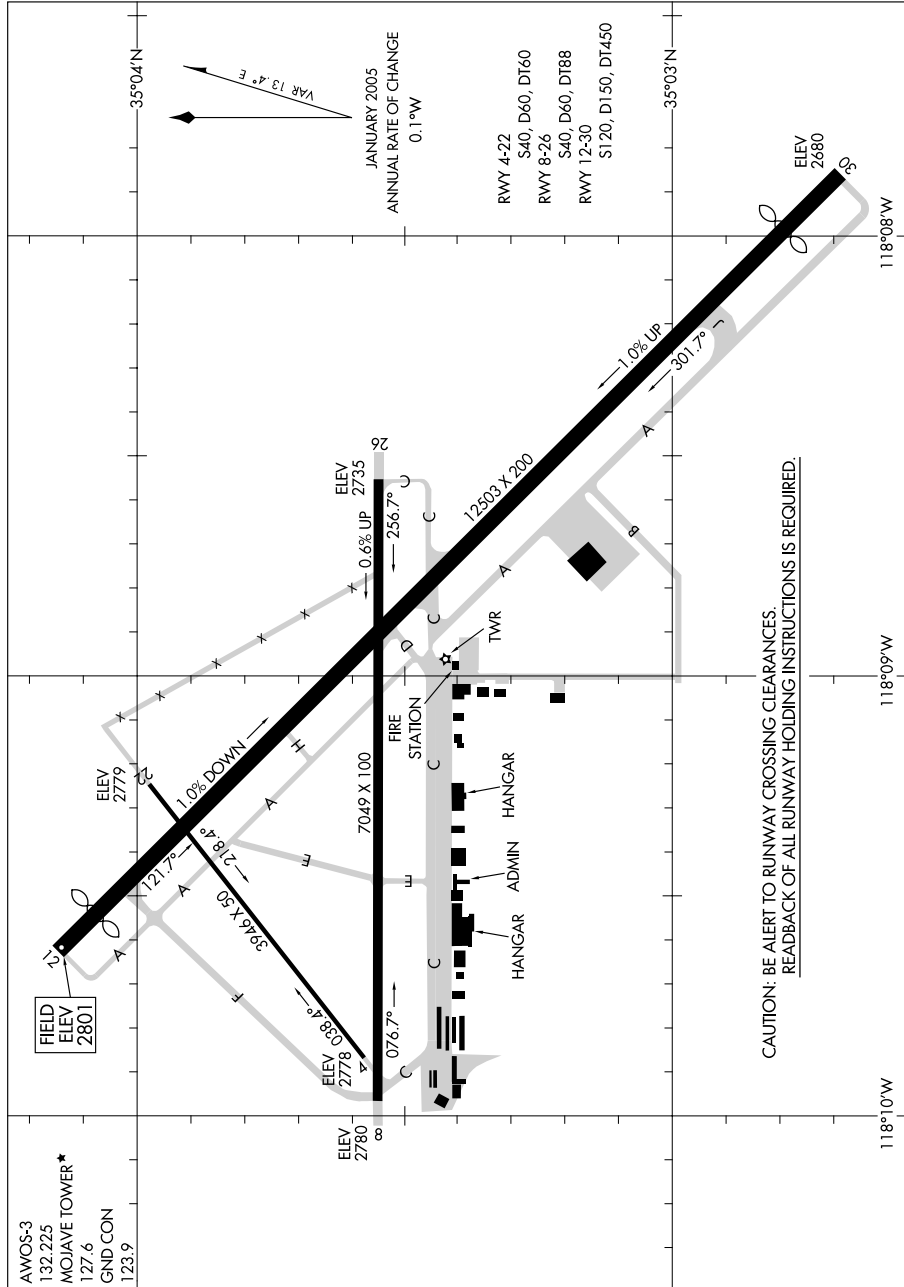 AWOS-3
132.225
MOJAVE TOWER★
127.6
GND CON
123.9
FIELD
ELEV
2801
12
ELEV
2779
22
35°04'N
VAR 13.4° E
JANUARY 2005
ANNUAL RATE OF CHANGE
0.1°W
A
121.7°
1.0% DOWN
X
X
X
X
X
X
A
218.4°
3946 X 50
038.4°
F
A
H
E
E
ELEV
2778
4
ELEV
2780
8
076.7°
7049 X 100
0.6% UP
256.7°
ELEV
2735
26
C
C
C
C
C
C
D
FIRE
STATION
TWR
HANGAR
ADMIN
HANGAR
A
B
12503 X 200
A
1.0% UP
301.7°
J
RWY 4-22
S40, D60, DT60
RWY 8-26
S40, D60, DT88
RWY 12-30
S120, D150, DT450
35°03'N
ELEV
2680
30
CAUTION: BE ALERT TO RUNWAY CROSSING CLEARANCES.
READBACK OF ALL RUNWAY HOLDING INSTRUCTIONS IS REQUIRED.
118°10'W
118°09'W
118°08'W